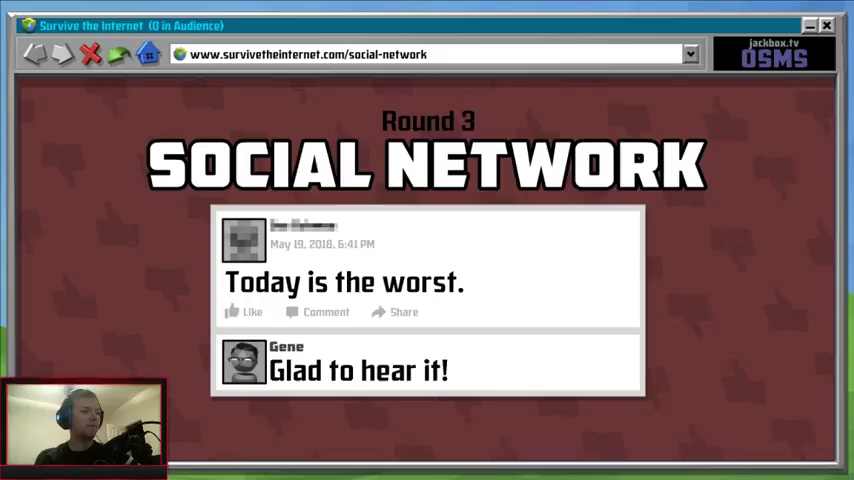 Survive the Internet (0 in Audience)
www.survivetheinternet.com/social-network
jackbox.tv
OSMS
Round 3
SOCIAL NETWORK
May 19, 2018, 6:41 PM
Today is the worst.
Like Comment Share
Gene
Glad to hear it!